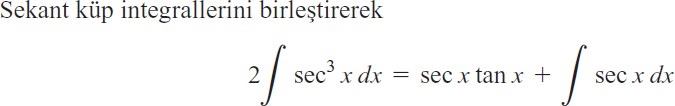 Sekant küp integrallerini birleştirerek
2∫ sec³ x dx = sec x tan x + ∫ sec x dx